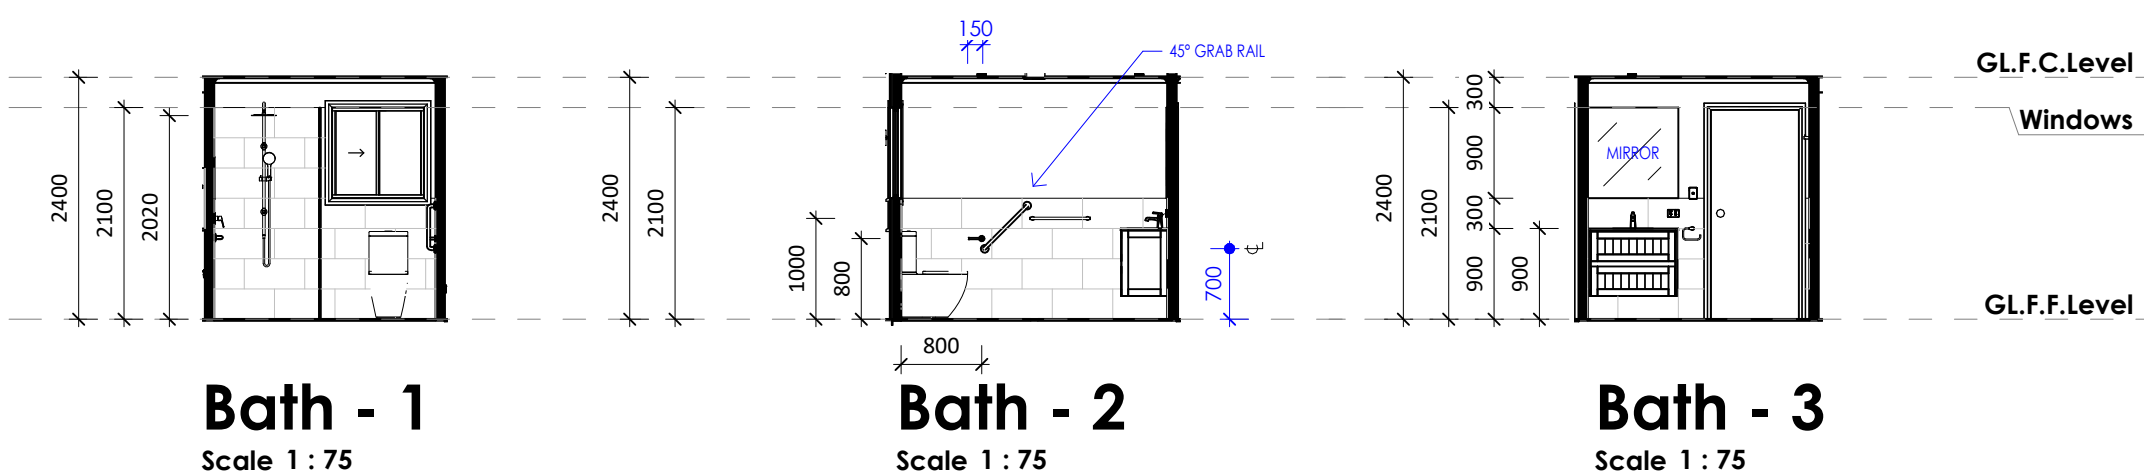 150
45° GRAB RAIL
GL.F.C.Level
Windows
GL.F.F.Level
2400
2100
2020
2400
2100
1000
800
700
℄
800
MIRROR
2400
2100
300
900
300
900
900
Bath - 1
Scale 1 : 75
Bath - 2
Scale 1 : 75
Bath - 3
Scale 1 : 75